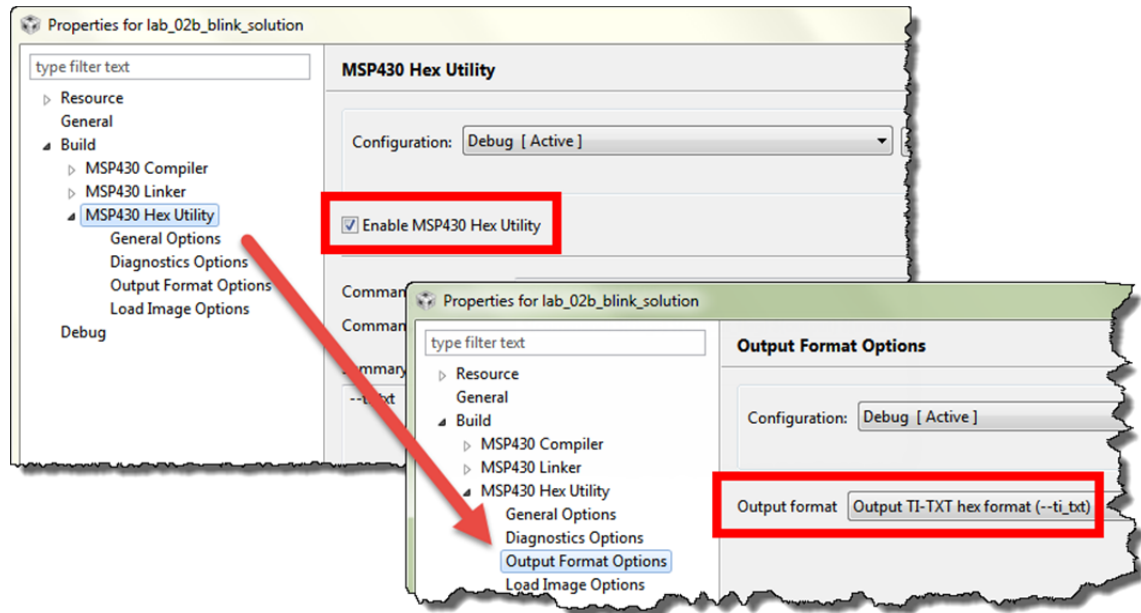 Properties for lab_02b_blink_solution
type filter text
Resource
General
Build
MSP430 Compiler
MSP430 Linker
MSP430 Hex Utility
General Options
Diagnostics Options
Output Format Options
Load Image Options
Debug
MSP430 Hex Utility
Configuration: Debug [ Active ]
Enable MSP430 Hex Utility
Properties for lab_02b_blink_solution
type filter text
Resource
General
Build
MSP430 Compiler
MSP430 Linker
MSP430 Hex Utility
General Options
Diagnostics Options
Output Format Options
Load Image Options
Output Format Options
Configuration: Debug [ Active ]
Output format Output TI-TXT hex format (--ti_txt)